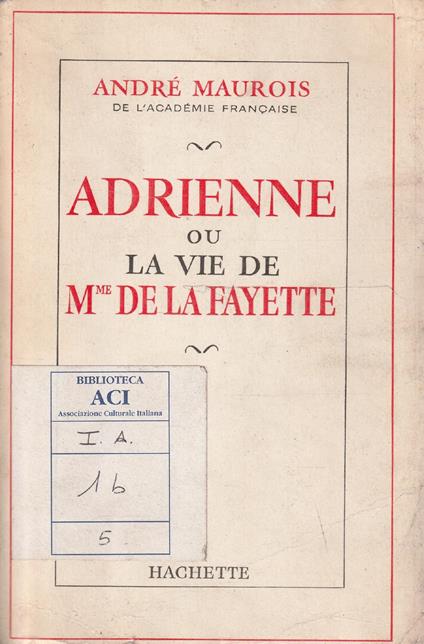 ANDRÉ MAUROIS
DE L'ACADÉMIE FRANÇAISE
ADRIENNE
OU
LA VIE DE
MME DE LA FAYETTE
BIBLIOTECA
ACI
Associazione Culturale Italiana
I. A.
1b
5
HACHETTE